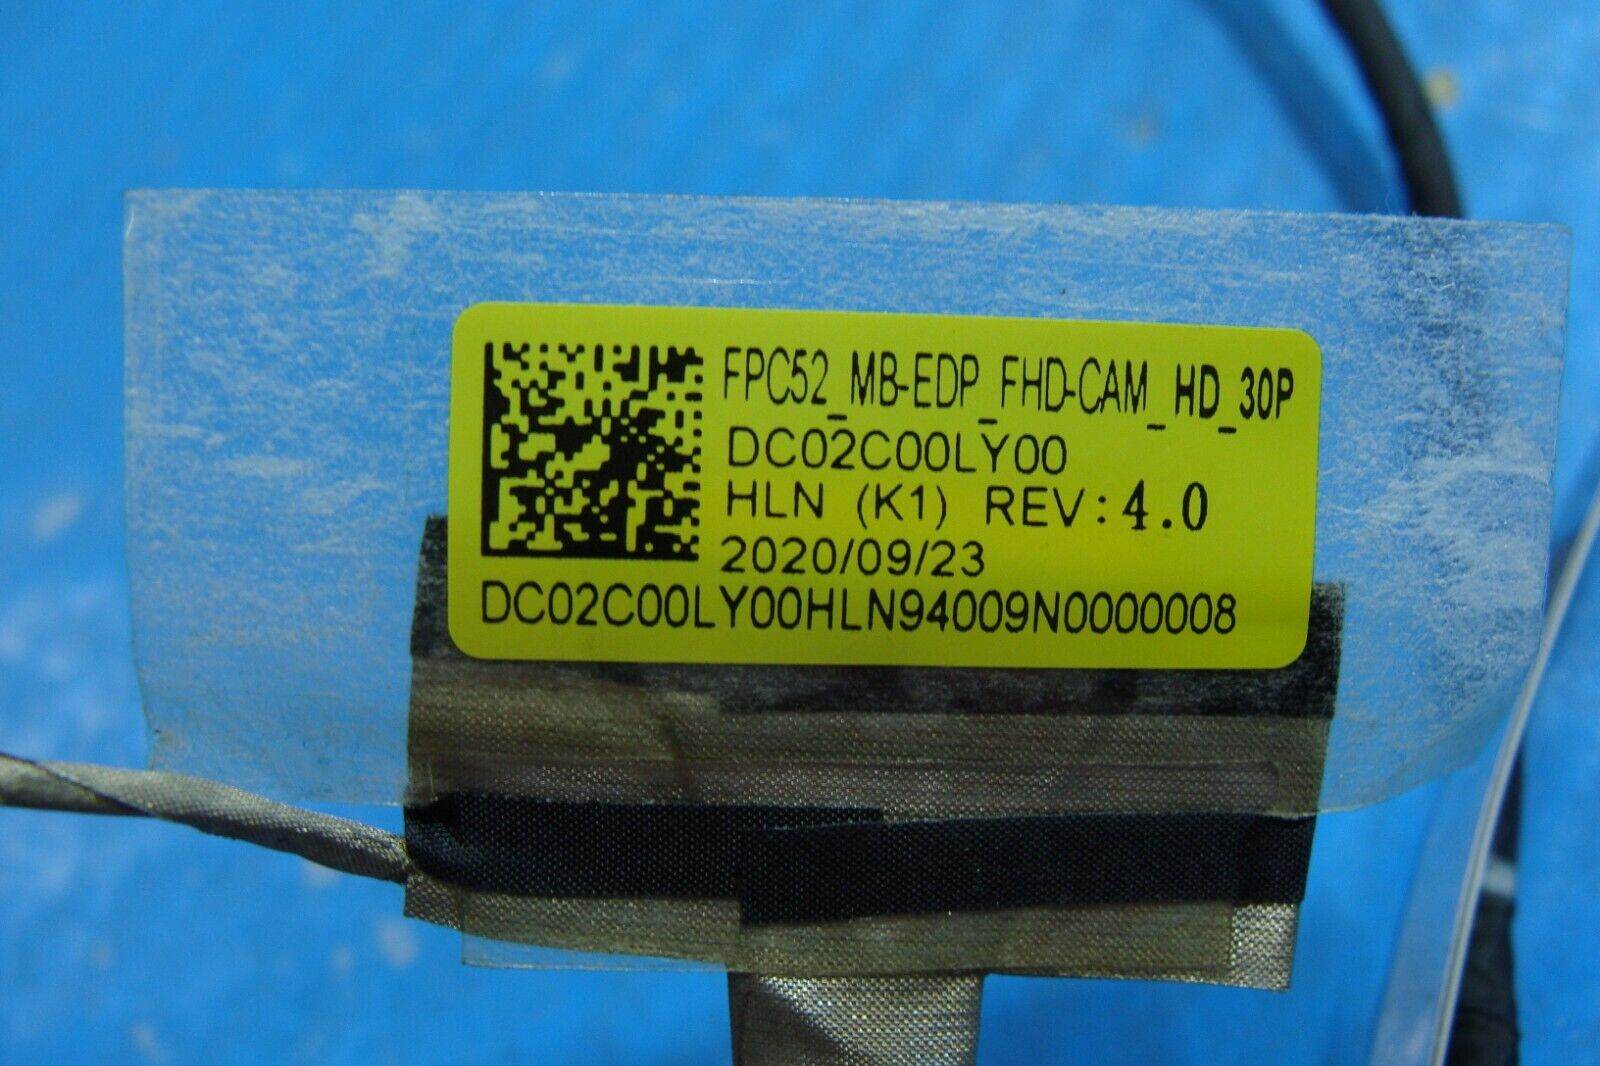 FPC52_MB-EDP_FHD-CAM_HD_30P
DC02C00LY00
HLN (K1) REV:4.0
2020/09/23
DC02C00LY00HLN94009N0000008